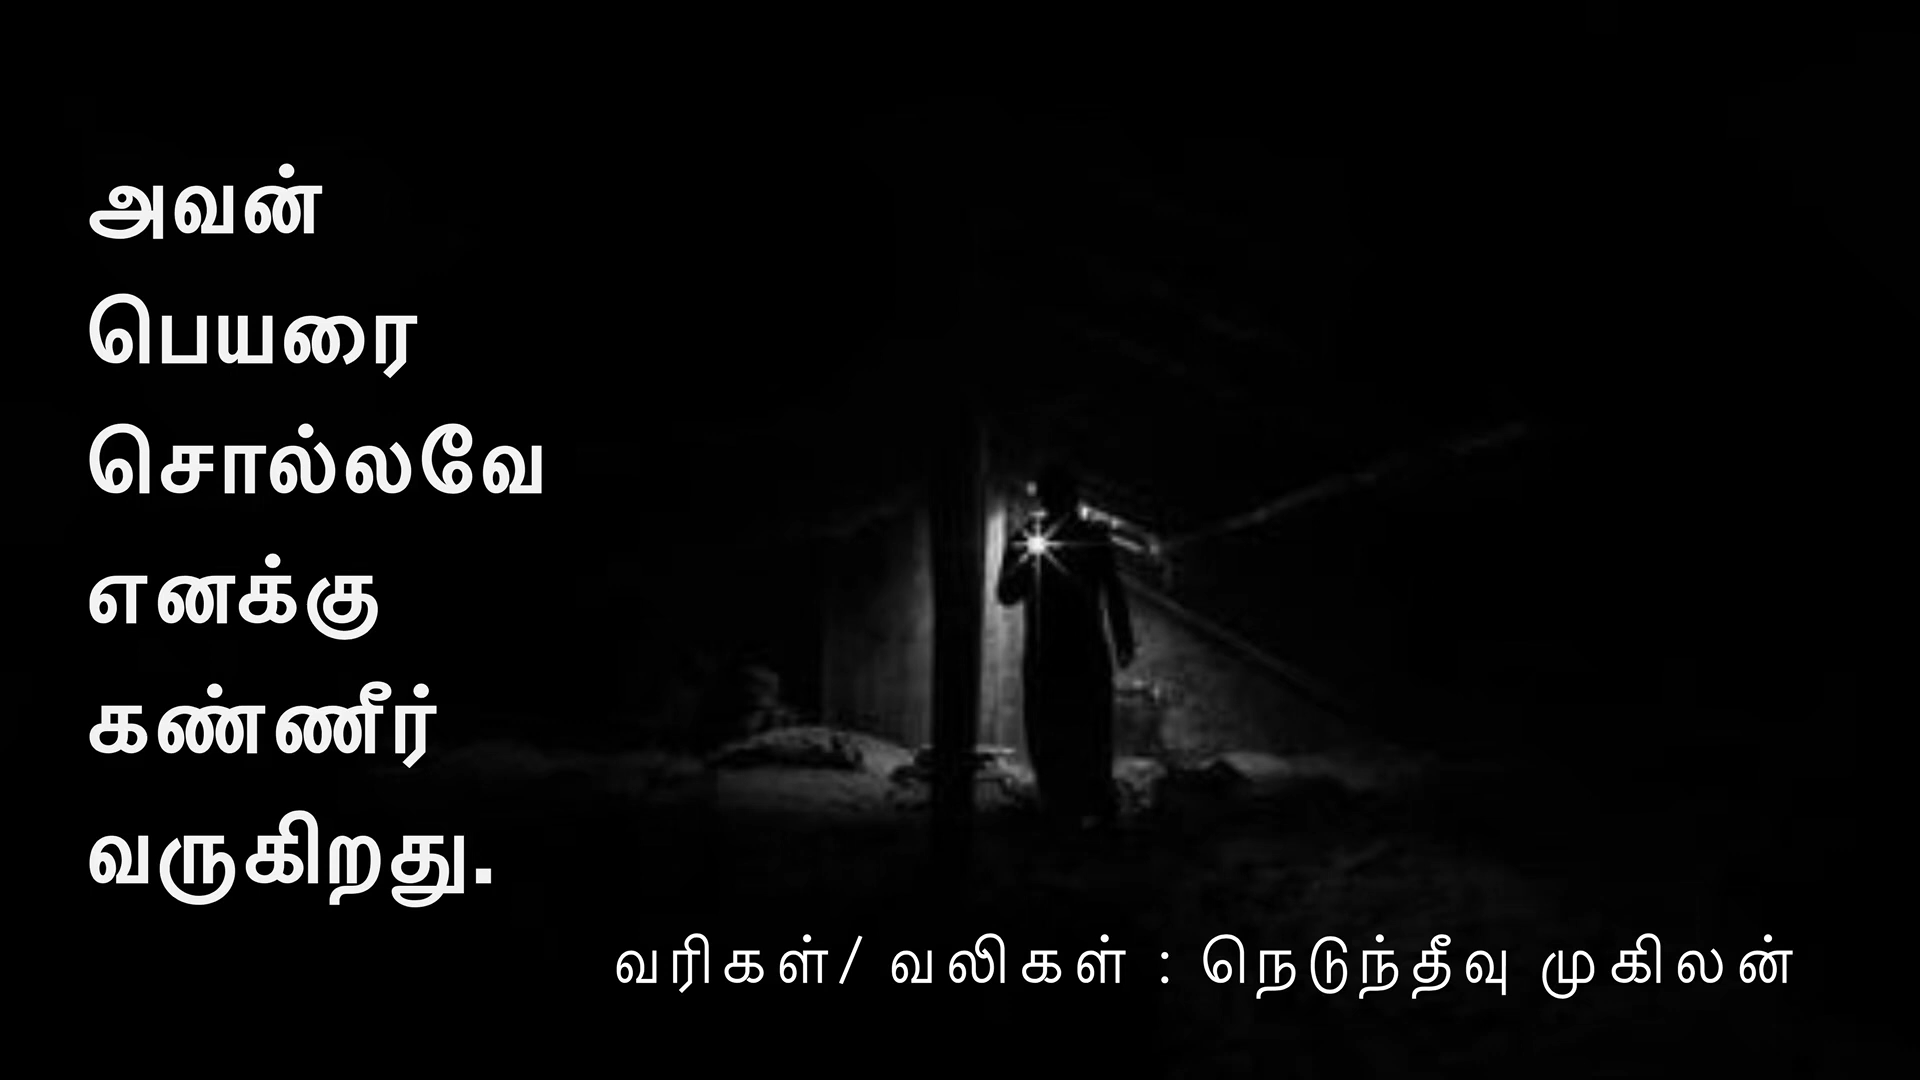 அவன்
பெயரை
சொல்லவே
எனக்கு
கண்ணீர்
வருகிறது.
வரிகள்/ வலிகள் : நெடுந்தீவு முகிலன்